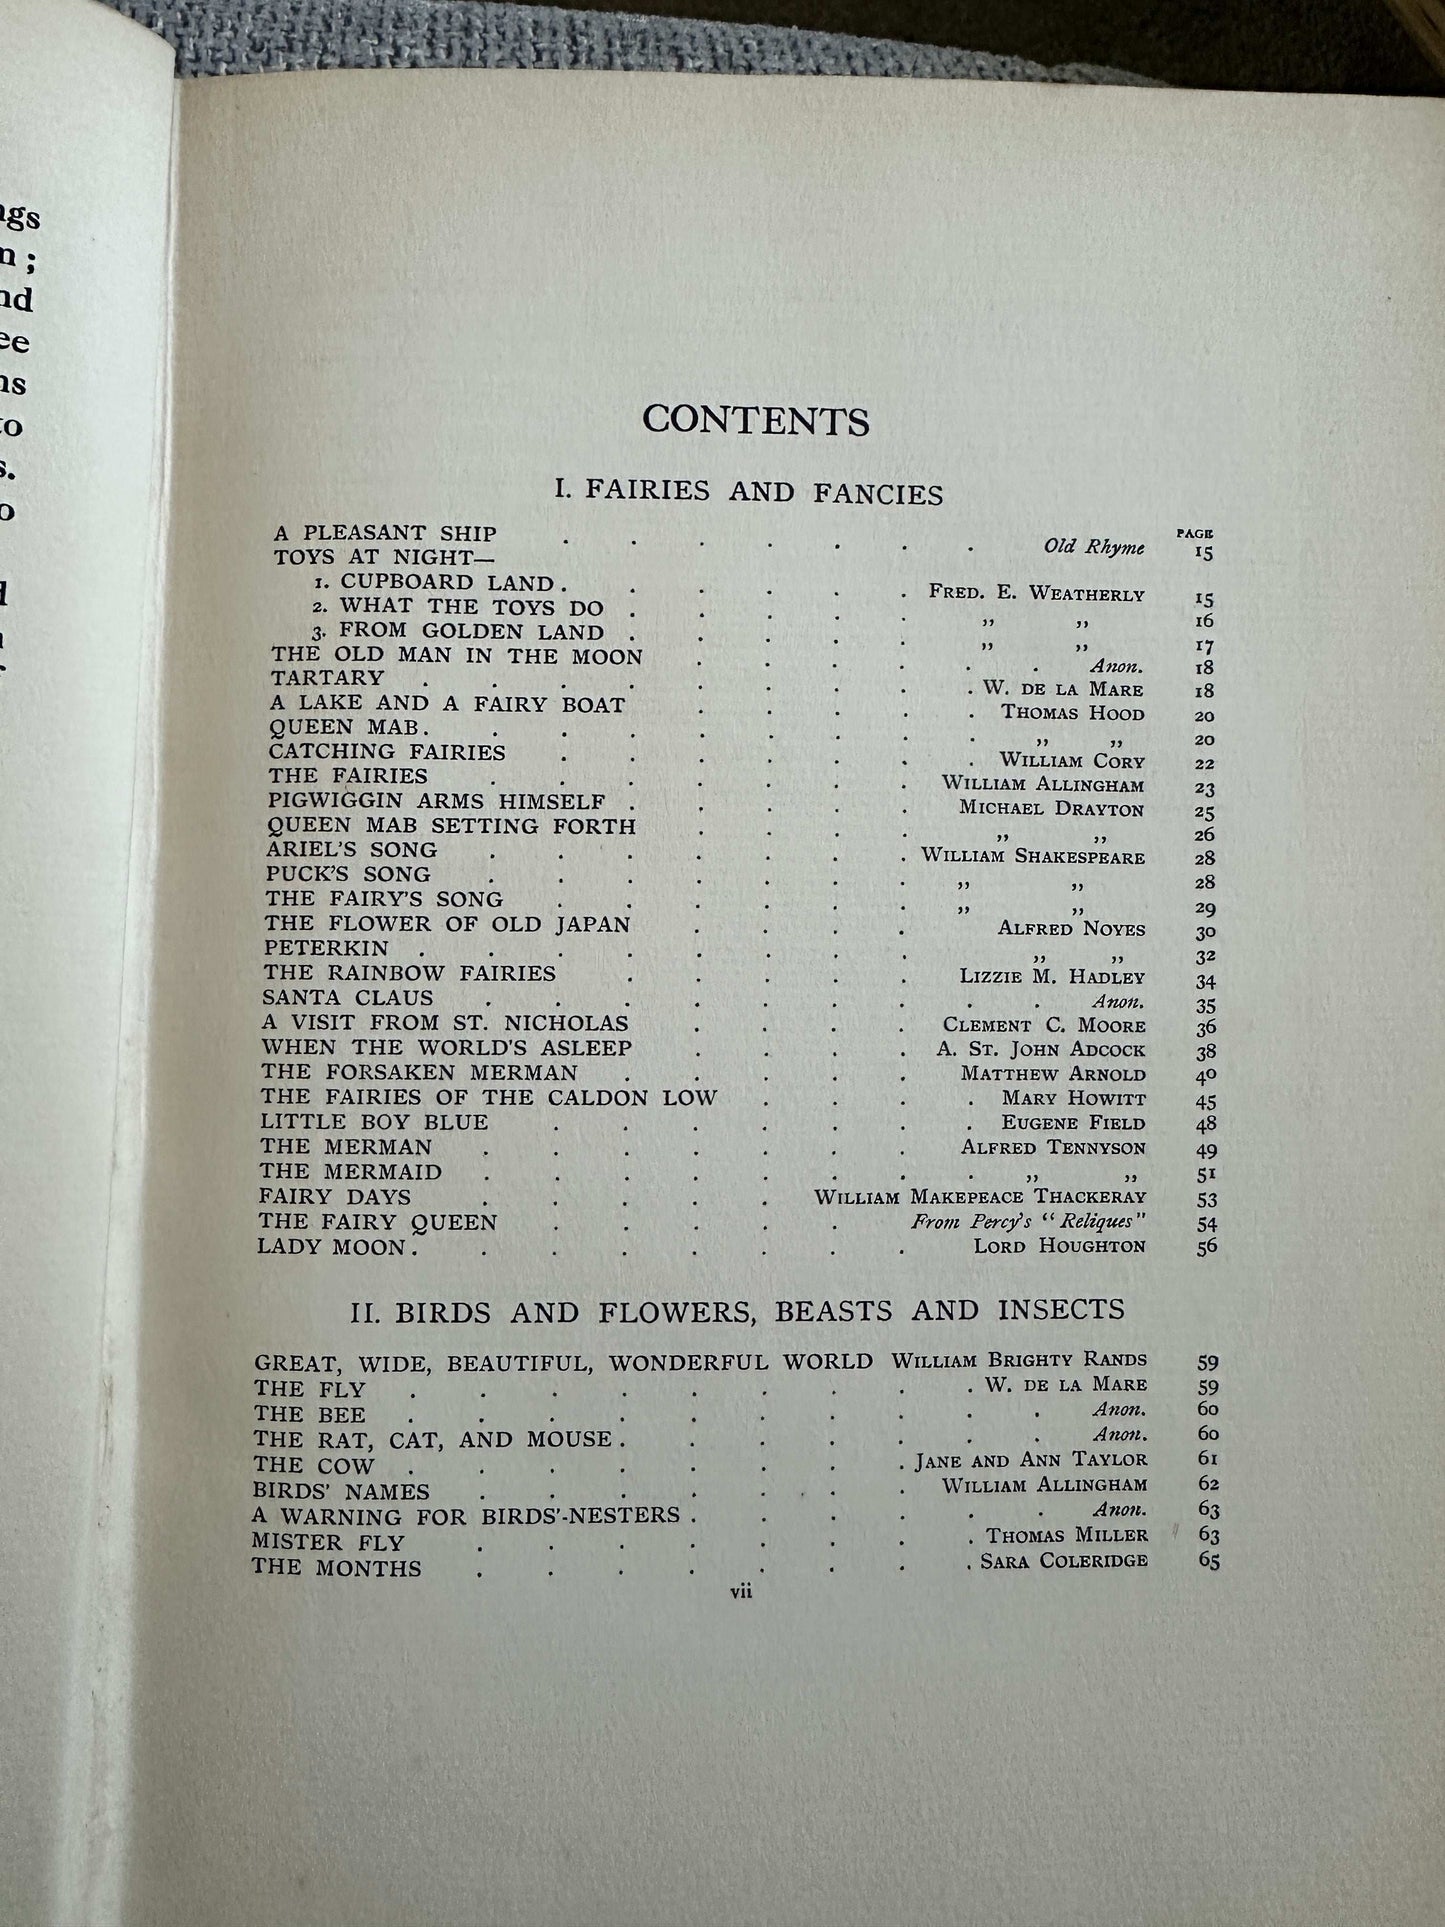 gs
n ;
nd
ee
ns
to
s.
o
d
CONTENTS
I. FAIRIES AND FANCIES
PAGE
A PLEASANT SHIP . . . . . . . Old Rhyme 15
TOYS AT NIGHT—
1. CUPBOARD LAND . . . . . . FRED. E. WEATHERLY 15
2. WHAT THE TOYS DO . . . . . ,, ,, 16
3. FROM GOLDEN LAND . . . . . ,, ,, 17
THE OLD MAN IN THE MOON . . . . . . Anon. 18
TARTARY . . . . . . . . . W. DE LA MARE 18
A LAKE AND A FAIRY BOAT . . . . . THOMAS HOOD 20
QUEEN MAB . . . . . . . . . ,, ,, 20
CATCHING FAIRIES . . . . . . . WILLIAM CORY 22
THE FAIRIES . . . . . . . WILLIAM ALLINGHAM 23
PIGWIGGIN ARMS HIMSELF . . . . . MICHAEL DRAYTON 25
QUEEN MAB SETTING FORTH . . . . ,, ,, 26
ARIEL'S SONG . . . . . . . WILLIAM SHAKESPEARE 28
PUCK'S SONG . . . . . . . ,, ,, 28
THE FAIRY'S SONG . . . . . . ,, ,, 29
THE FLOWER OF OLD JAPAN . . . . ALFRED NOYES 30
PETERKIN . . . . . . . . ,, ,, 32
THE RAINBOW FAIRIES . . . . . LIZZIE M. HADLEY 34
SANTA CLAUS . . . . . . . . . Anon. 35
A VISIT FROM ST. NICHOLAS . . . . CLEMENT C. MOORE 36
WHEN THE WORLD'S ASLEEP . . . . A. ST. JOHN ADCOCK 38
THE FORSAKEN MERMAN . . . . . MATTHEW ARNOLD 40
THE FAIRIES OF THE CALDON LOW . . . . MARY HOWITT 45
LITTLE BOY BLUE . . . . . . . EUGENE FIELD 48
THE MERMAN . . . . . . . ALFRED TENNYSON 49
THE MERMAID . . . . . . . . ,, ,, 51
FAIRY DAYS . . . . . WILLIAM MAKEPEACE THACKERAY 53
THE FAIRY QUEEN . . . . . From Percy's "Reliques" 54
LADY MOON . . . . . . . . LORD HOUGHTON 56
II. BIRDS AND FLOWERS, BEASTS AND INSECTS
GREAT, WIDE, BEAUTIFUL, WONDERFUL WORLD WILLIAM BRIGHTY RANDS 59
THE FLY . . . . . . . . . W. DE LA MARE 59
THE BEE . . . . . . . . . . Anon. 60
THE RAT, CAT, AND MOUSE . . . . . . . Anon. 60
THE COW . . . . . . . . JANE AND ANN TAYLOR 61
BIRDS' NAMES . . . . . . . WILLIAM ALLINGHAM 62
A WARNING FOR BIRDS'-NESTERS . . . . . . Anon. 63
MISTER FLY . . . . . . . . THOMAS MILLER 63
THE MONTHS . . . . . . . . SARA COLERIDGE 65
vii